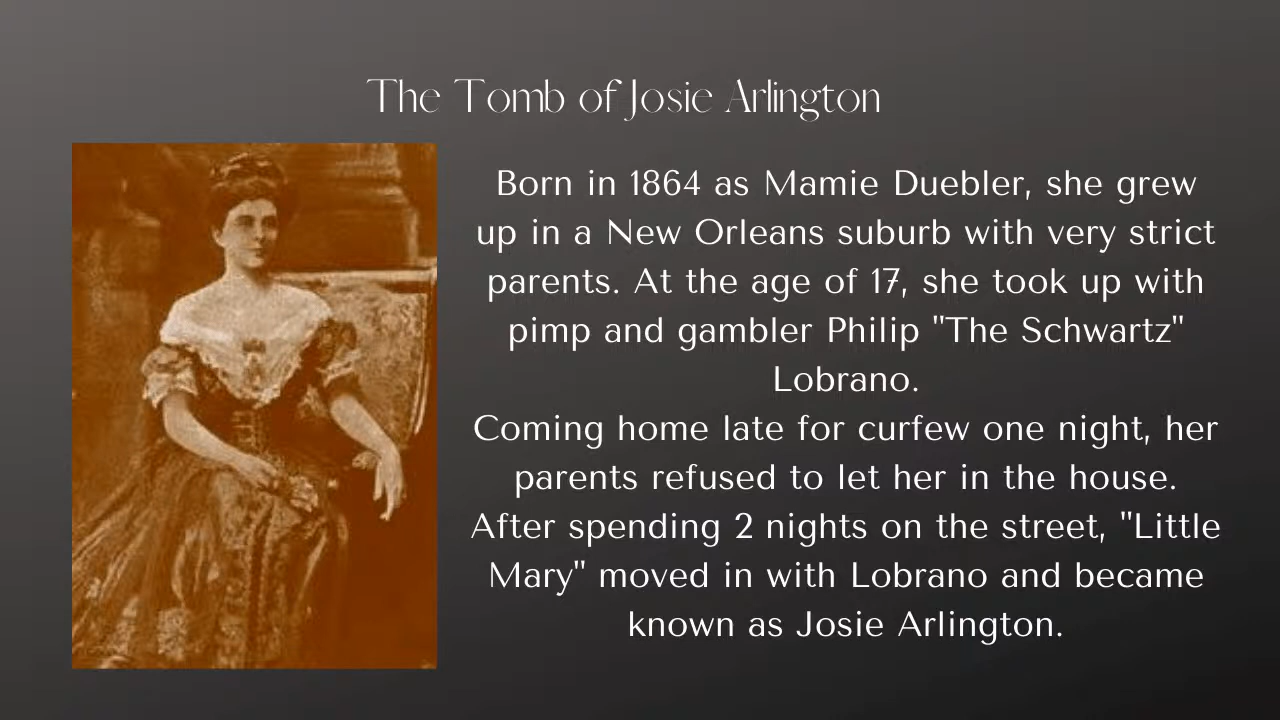 The Tomb of Josie Arlington
Born in 1864 as Mamie Duebler, she grew
up in a New Orleans suburb with very strict
parents. At the age of 17, she took up with
pimp and gambler Philip "The Schwartz"
Lobrano.
Coming home late for curfew one night, her
parents refused to let her in the house.
After spending 2 nights on the street, "Little
Mary" moved in with Lobrano and became
known as Josie Arlington.